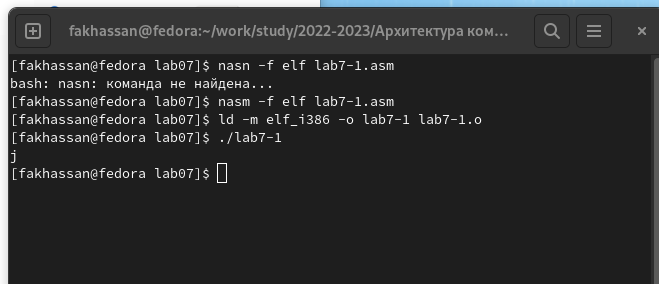 fakhassan@fedora:~/work/study/2022-2023/Архитектура ком...
[fakhassan@fedora lab07]$ nasn -f elf lab7-1.asm
bash: nasn: команда не найдена...
[fakhassan@fedora lab07]$ nasm -f elf lab7-1.asm
[fakhassan@fedora lab07]$ ld -m elf_i386 -o lab7-1 lab7-1.o
[fakhassan@fedora lab07]$ ./lab7-1
j
[fakhassan@fedora lab07]$